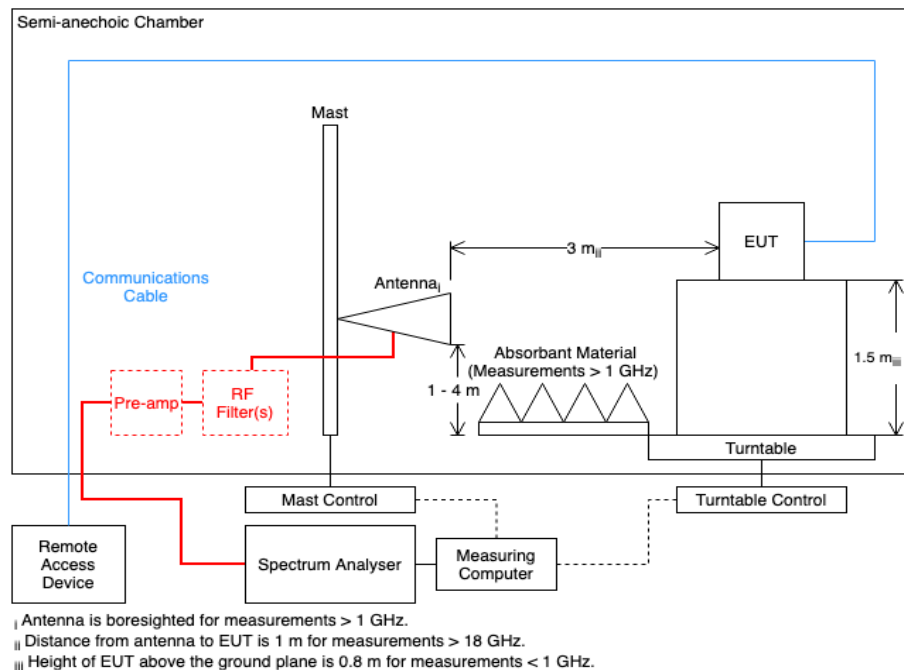 Semi-anechoic Chamber
Mast
Communications
Cable
Antennaᵢ
3 mᵢᵢ
EUT
Absorbant Material
(Measurements > 1 GHz)
1 - 4 m
1.5 mᵢᵢᵢ
Pre-amp
RF
Filter(s)
Turntable
Mast Control
Turntable Control
Remote
Access
Device
Spectrum Analyser
Measuring
Computer
ᵢ Antenna is boresighted for measurements > 1 GHz.
ᵢᵢ Distance from antenna to EUT is 1 m for measurements > 18 GHz.
ᵢᵢᵢ Height of EUT above the ground plane is 0.8 m for measurements < 1 GHz.